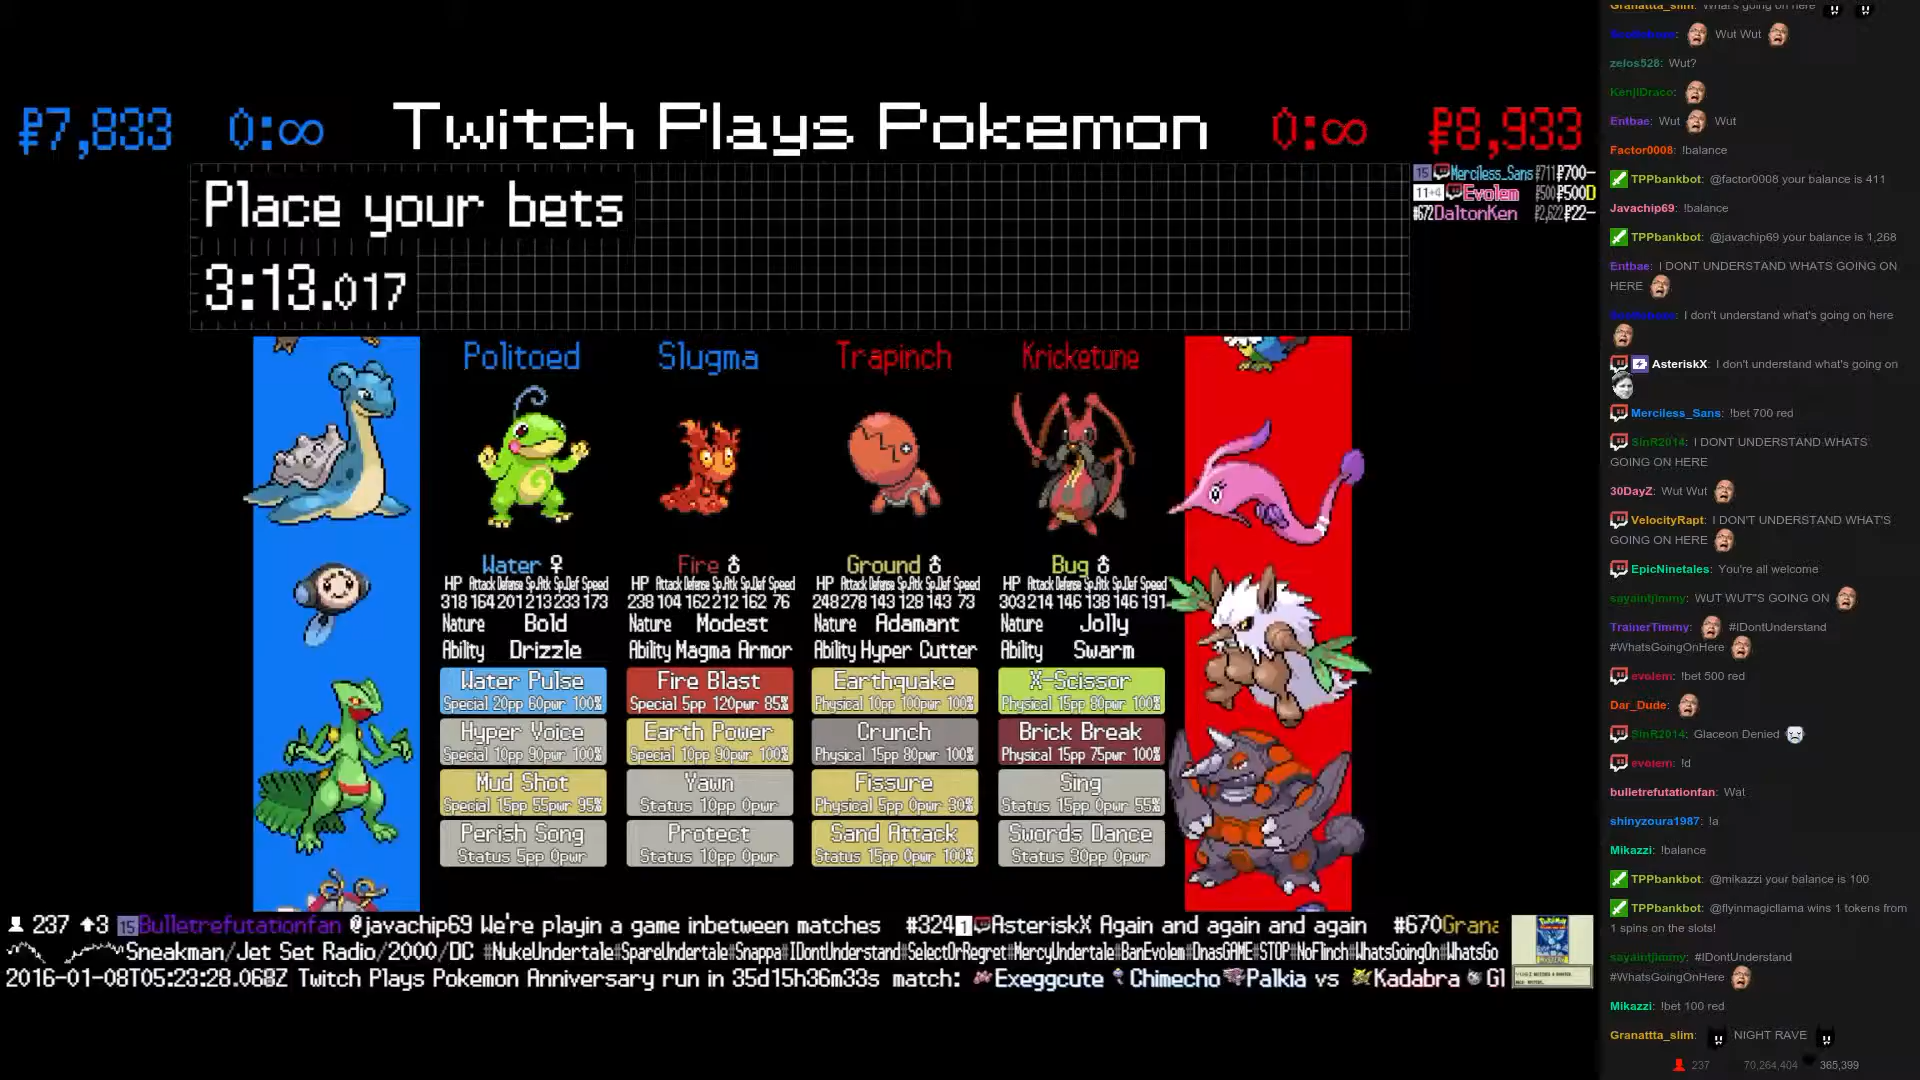 ₽7,833 0:∞ Twitch Plays Pokemon 0:∞ ₽8,933
Place your bets
3:13.017
15 Merciless_Sans ₽711 ₽700-
11+4 Evolem ₽500 ₽500D
#672 DaltonKen ₽2,622 ₽22-
Politoed Slugma Trapinch Kricketune
Water ♀ Fire ♂ Ground ♂ Bug ♂
HP Attack Defense Sp.Atk Sp.Def Speed HP Attack Defense Sp.Atk Sp.Def Speed HP Attack Defense Sp.Atk Sp.Def Speed HP Attack Defense Sp.Atk Sp.Def Speed
318 164 201 213 233 173 238 104 162 212 162 76 248 278 143 128 143 73 303 214 146 138 146 191
Nature Bold Nature Modest Nature Adamant Nature Jolly
Ability Drizzle Ability Magma Armor Ability Hyper Cutter Ability Swarm
Water Pulse Fire Blast Earthquake X-Scissor
Special 20pp 60pwr 100% Special 5pp 120pwr 85% Physical 10pp 100pwr 100% Physical 15pp 80pwr 100%
Hyper Voice Earth Power Crunch Brick Break
Special 10pp 90pwr 100% Special 10pp 90pwr 100% Physical 15pp 80pwr 100% Physical 15pp 75pwr 100%
Mud Shot Yawn Fissure Sing
Special 15pp 55pwr 95% Status 10pp 0pwr Physical 5pp 0pwr 30% Status 15pp 0pwr 55%
Perish Song Protect Sand Attack Swords Dance
Status 5pp 0pwr Status 10pp 0pwr Status 15pp 0pwr 100% Status 30pp 0pwr
237 ↑3 15 Bulletrefutationfan @javachip69 We're playin a game inbetween matches #324 1 AsteriskX Again and again and again #670 Grana
Sneakman/Jet Set Radio/2000/DC #NukeUndertale#SpareUndertale#Snappa#IDontUnderstand#SelectOrRegret#MercyUndertale#BanEvolem#DnasGAME#STOP#NoFlinch#WhatsGoingOn#WhatsGo
2016-01-08T05:23:28.068Z Twitch Plays Pokemon Anniversary run in 35d15h36m33s match: Exeggcute Chimecho Palkia vs Kadabra Gl
Granattta_slim: What's going on here
Wut Wut
zelos528: Wut?
KenjiDraco:
Entbae: Wut Wut
Factor0008: !balance
TPPbankbot: @factor0008 your balance is 411
Javachip69: !balance
TPPbankbot: @javachip69 your balance is 1,268
Entbae: I DONT UNDERSTAND WHATS GOING ON
HERE
I don't understand what's going on here
AsteriskX: I don't understand what's going on
Merciless_Sans: !bet 700 red
SinR2014: I DONT UNDERSTAND WHATS
GOING ON HERE
30DayZ: Wut Wut
VelocityRapt: I DON'T UNDERSTAND WHAT'S
GOING ON HERE
EpicNinetales: You're all welcome
sayaintjimmy: WUT WUT"S GOING ON
TrainerTimmy: #IDontUnderstand
#WhatsGoingOnHere
evolem: !bet 500 red
Dar_Dude:
SinR2014: Glaceon Denied
evolem: !d
bulletrefutationfan: Wat
shinyzoura1987: !a
Mikazzi: !balance
TPPbankbot: @mikazzi your balance is 100
TPPbankbot: @flyinmagicllama wins 1 tokens from
1 spins on the slots!
sayaintjimmy: #IDontUnderstand
#WhatsGoingOnHere
Mikazzi: !bet 100 red
Granattta_slim: NIGHT RAVE
237 70,264,404 365,399